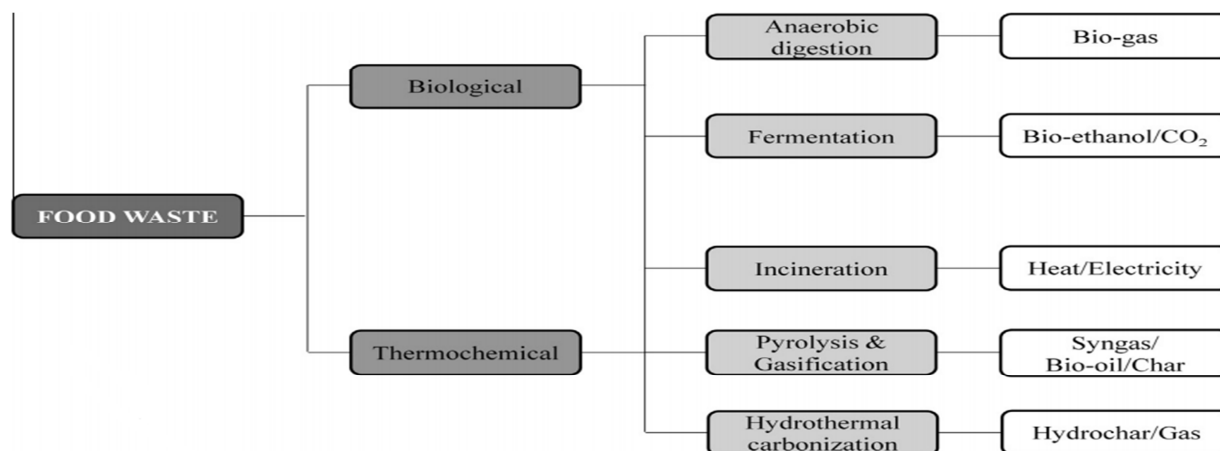 Anaerobic
digestion
Bio-gas
Biological
Fermentation
Bio-ethanol/CO₂
FOOD WASTE
Incineration
Heat/Electricity
Thermochemical
Pyrolysis &
Gasification
Syngas/
Bio-oil/Char
Hydrothermal
carbonization
Hydrochar/Gas